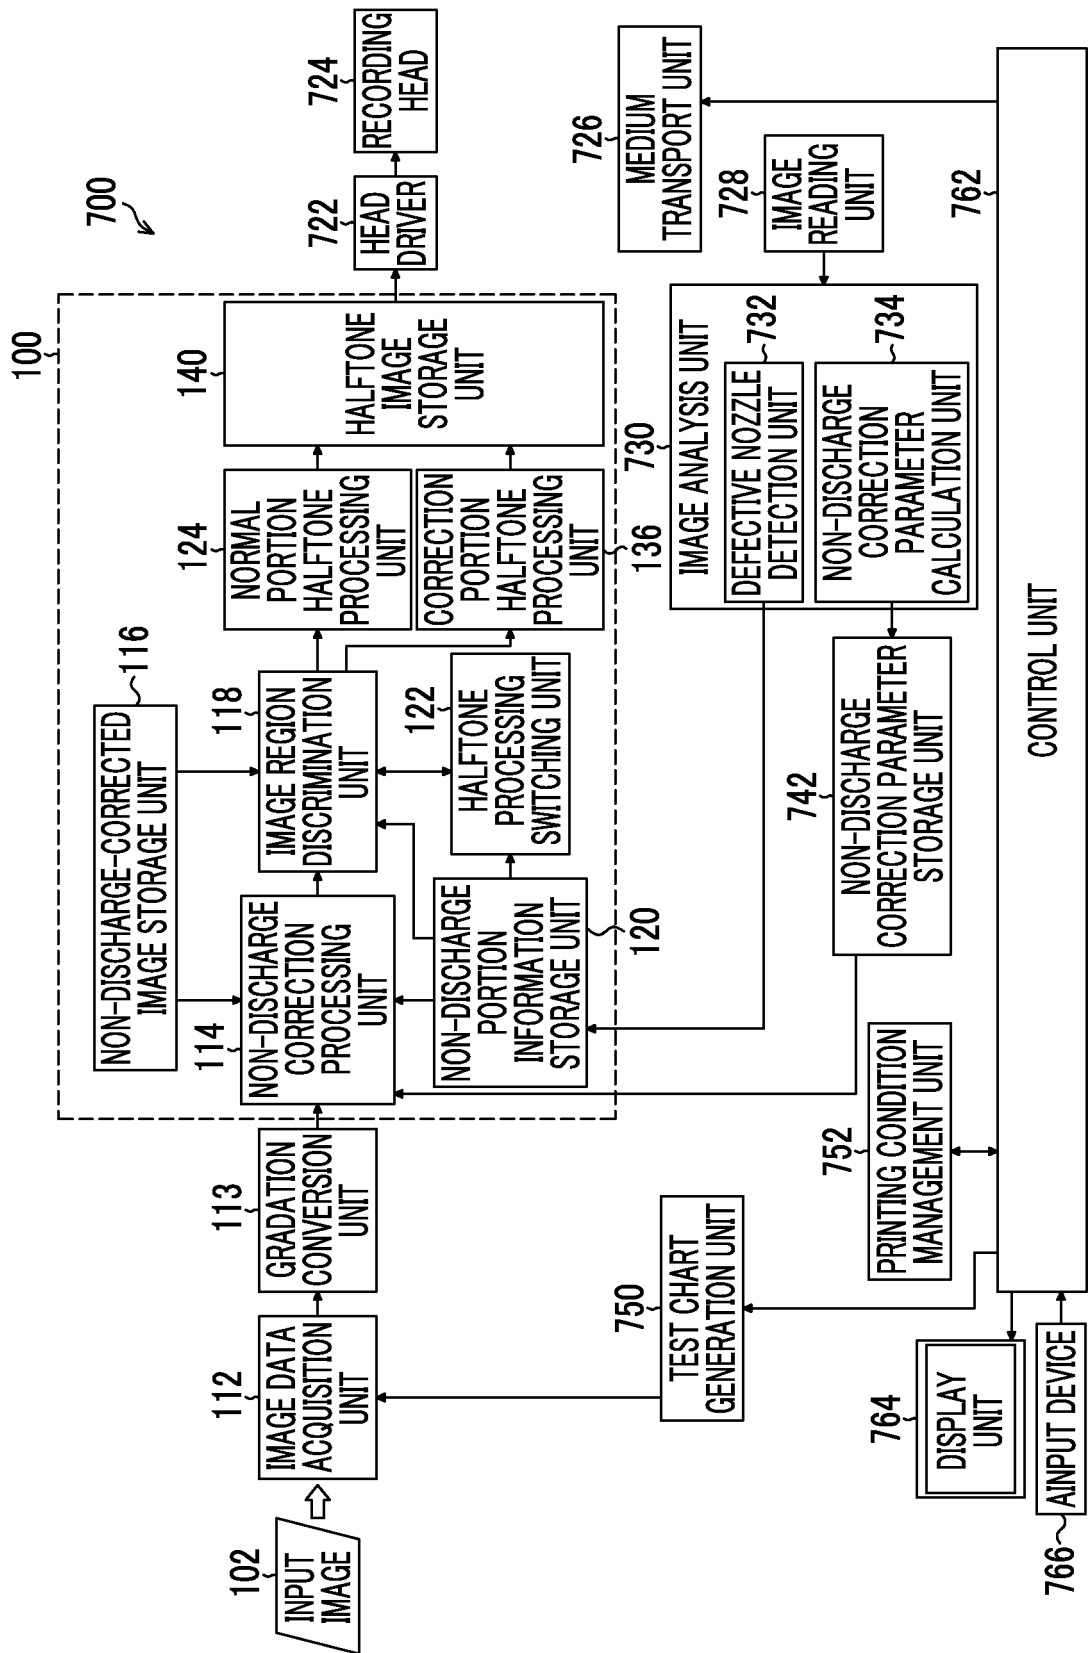 700
102
INPUT
IMAGE
112
IMAGE DATA
ACQUISITION
UNIT
113
GRADATION
CONVERSION
UNIT
100
NON-DISCHARGE-CORRECTED
IMAGE STORAGE UNIT
116
114
NON-DISCHARGE
CORRECTION
PROCESSING
UNIT
118
IMAGE REGION
DISCRIMINATION
UNIT
124
NORMAL
PORTION
HALFTONE
PROCESSING
UNIT
140
HALFTONE
IMAGE
STORAGE
UNIT
722
HEAD
DRIVER
724
RECORDING
HEAD
NON-DISCHARGE
PORTION
INFORMATION
STORAGE UNIT
120
122
HALFTONE
PROCESSING
SWITCHING UNIT
CORRECTION
PORTION
HALFTONE
PROCESSING
UNIT
136
726
MEDIUM
TRANSPORT UNIT
728
IMAGE
READING
UNIT
730
IMAGE ANALYSIS UNIT
732
DEFECTIVE NOZZLE
DETECTION UNIT
734
NON-DISCHARGE
CORRECTION
PARAMETER
CALCULATION UNIT
742
NON-DISCHARGE
CORRECTION PARAMETER
STORAGE UNIT
750
TEST CHART
GENERATION UNIT
752
PRINTING CONDITION
MANAGEMENT UNIT
762
CONTROL UNIT
764
DISPLAY
UNIT
766
AINPUT DEVICE